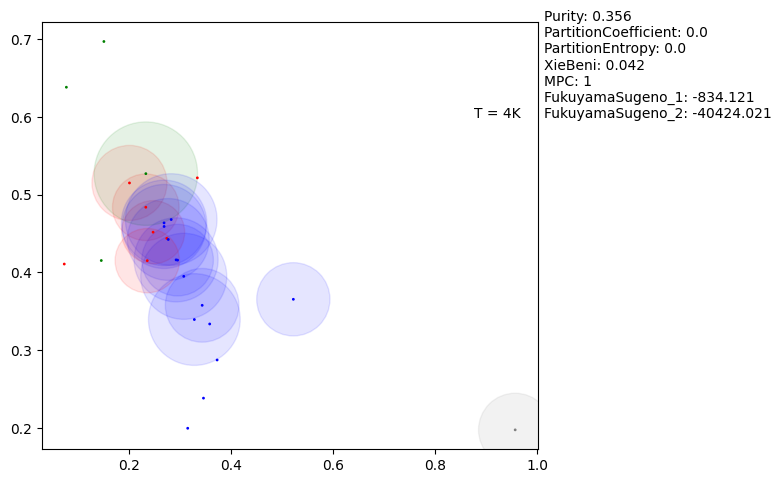 Purity: 0.356
PartitionCoefficient: 0.0
PartitionEntropy: 0.0
XieBeni: 0.042
MPC: 1
FukuyamaSugeno_1: -834.121
FukuyamaSugeno_2: -40424.021
T = 4K
0.7
0.6
0.5
0.4
0.3
0.2
0.2
0.4
0.6
0.8
1.0